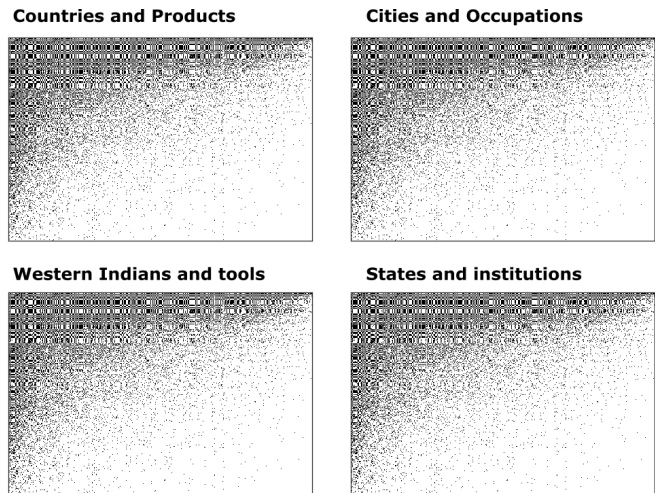 Countries and Products
Cities and Occupations
Western Indians and tools
States and institutions